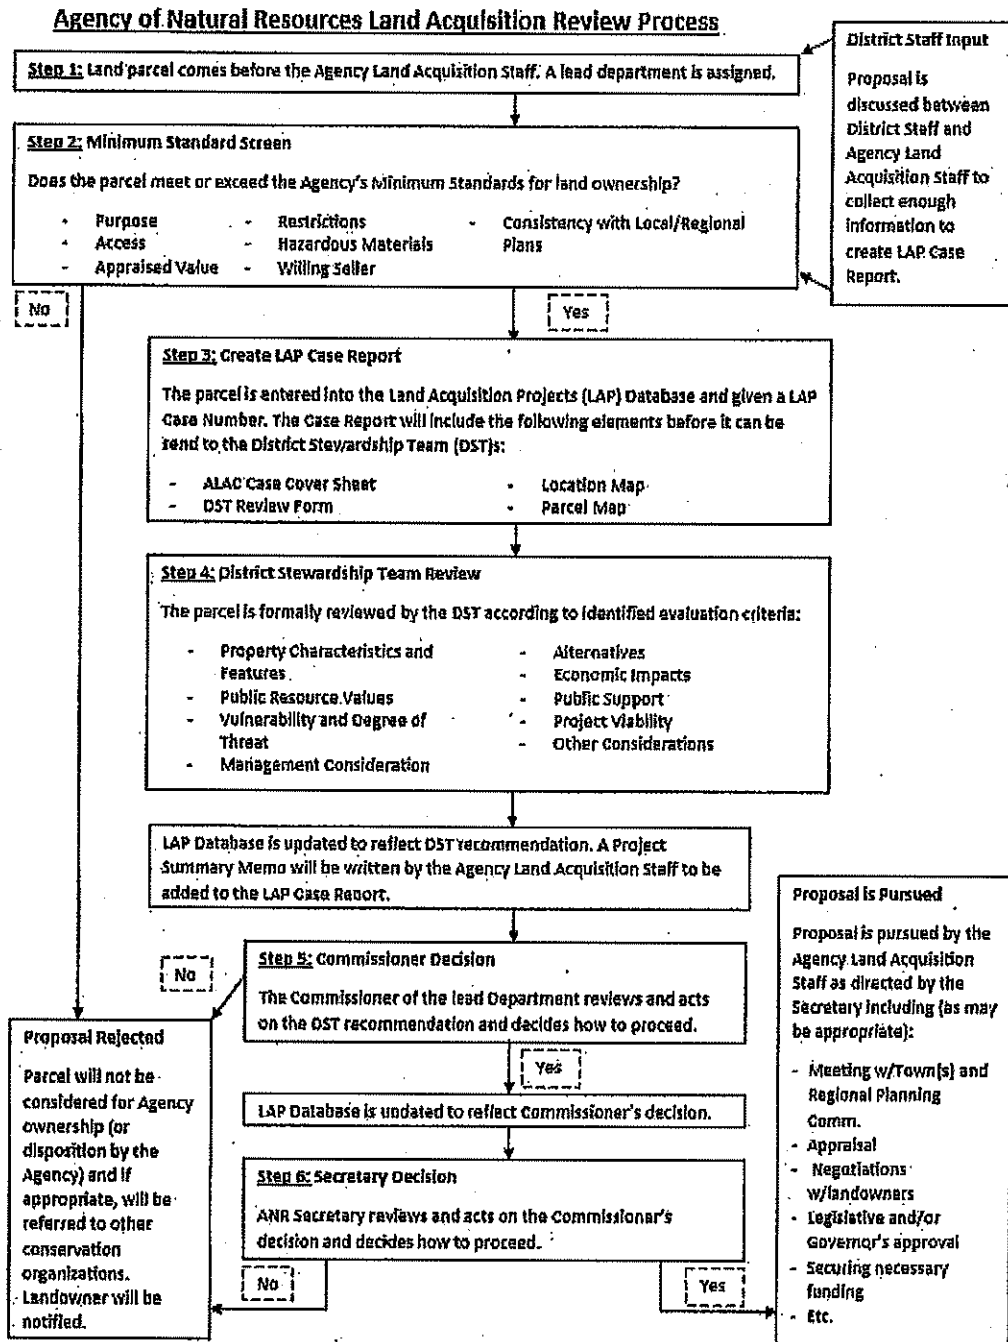 Agency of Natural Resources Land Acquisition Review Process
District Staff Input
Proposal is
discussed between
District Staff and
Agency Land
Acquisition Staff to
collect enough
information to
create LAP Case
Report.
Step 1: Land parcel comes before the Agency Land Acquisition Staff. A lead department is assigned.
Step 2: Minimum Standard Screen
Does the parcel meet or exceed the Agency's Minimum Standards for land ownership?
- Purpose
- Access
- Appraised Value
- Restrictions
- Hazardous Materials
- Willing Seller
- Consistency with Local/Regional
Plans
No
Yes
Step 3: Create LAP Case Report
The parcel is entered into the Land Acquisition Projects (LAP) Database and given a LAP
Case Number. The Case Report will include the following elements before it can be
send to the District Stewardship Team (DST)s:
- ALAC Case Cover Sheet
- DST Review Form
- Location Map
- Parcel Map
Step 4: District Stewardship Team Review
The parcel is formally reviewed by the DST according to identified evaluation criteria:
- Property Characteristics and
Features
- Public Resource Values
- Vulnerability and Degree of
Threat
- Management Consideration
- Alternatives
- Economic Impacts
- Public Support
- Project Viability
- Other Considerations
LAP Database is updated to reflect DST recommendation. A Project
Summary Memo will be written by the Agency Land Acquisition Staff to be
added to the LAP Case Report.
Step 5: Commissioner Decision
The Commissioner of the lead Department reviews and acts
on the DST recommendation and decides how to proceed.
No
Yes
LAP Database is updated to reflect Commissioner's decision.
Step 6: Secretary Decision
ANR Secretary reviews and acts on the Commissioner's
decision and decides how to proceed.
No
Yes
Proposal Rejected
Parcel will not be
considered for Agency
ownership (or
disposition by the
Agency) and if
appropriate, will be
referred to other
conservation
organizations.
Landowner will be
notified.
Proposal is Pursued
Proposal is pursued by the
Agency Land Acquisition
Staff as directed by the
Secretary including (as may
be appropriate):
- Meeting w/Town(s) and
Regional Planning
Comm.
- Appraisal
- Negotiations
w/landowners
- Legislative and/or
Governor's approval
- Securing necessary
funding
- Etc.